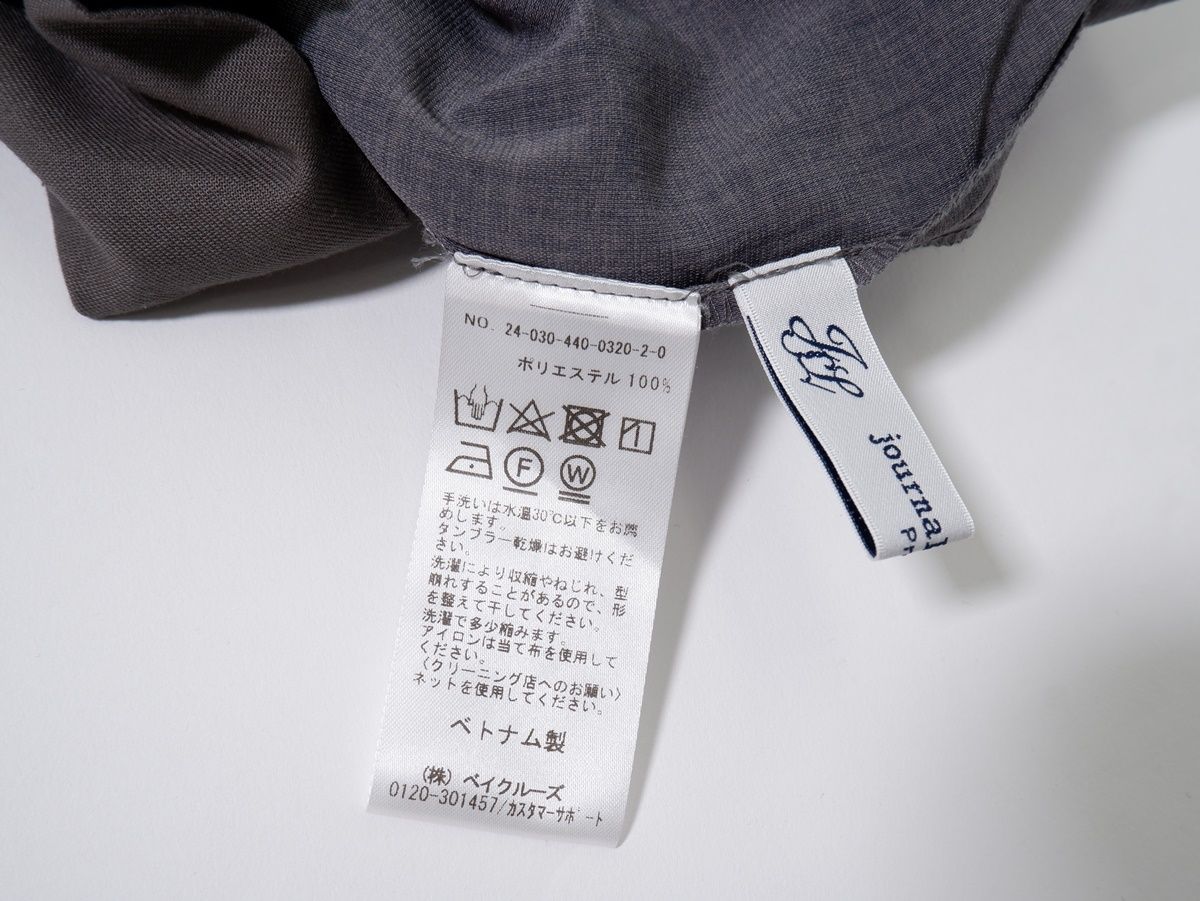 NO. 24-030-440-0320-2-0
ポリエステル 100%
F W
手洗いは水温30℃以下をお薦
めします。
タンブラー乾燥はお避けくだ
さい。
洗濯により収縮やねじれ、型
崩れすることがあるので、形
を整えて干してください。
洗濯で多少縮みます。
アイロンは当て布を使用して
ください。
〈クリーニング店へのお願い〉
ネットを使用してください。
ベトナム製
(株) ベイクルーズ
0120-301457/カスタマーサポート
journal